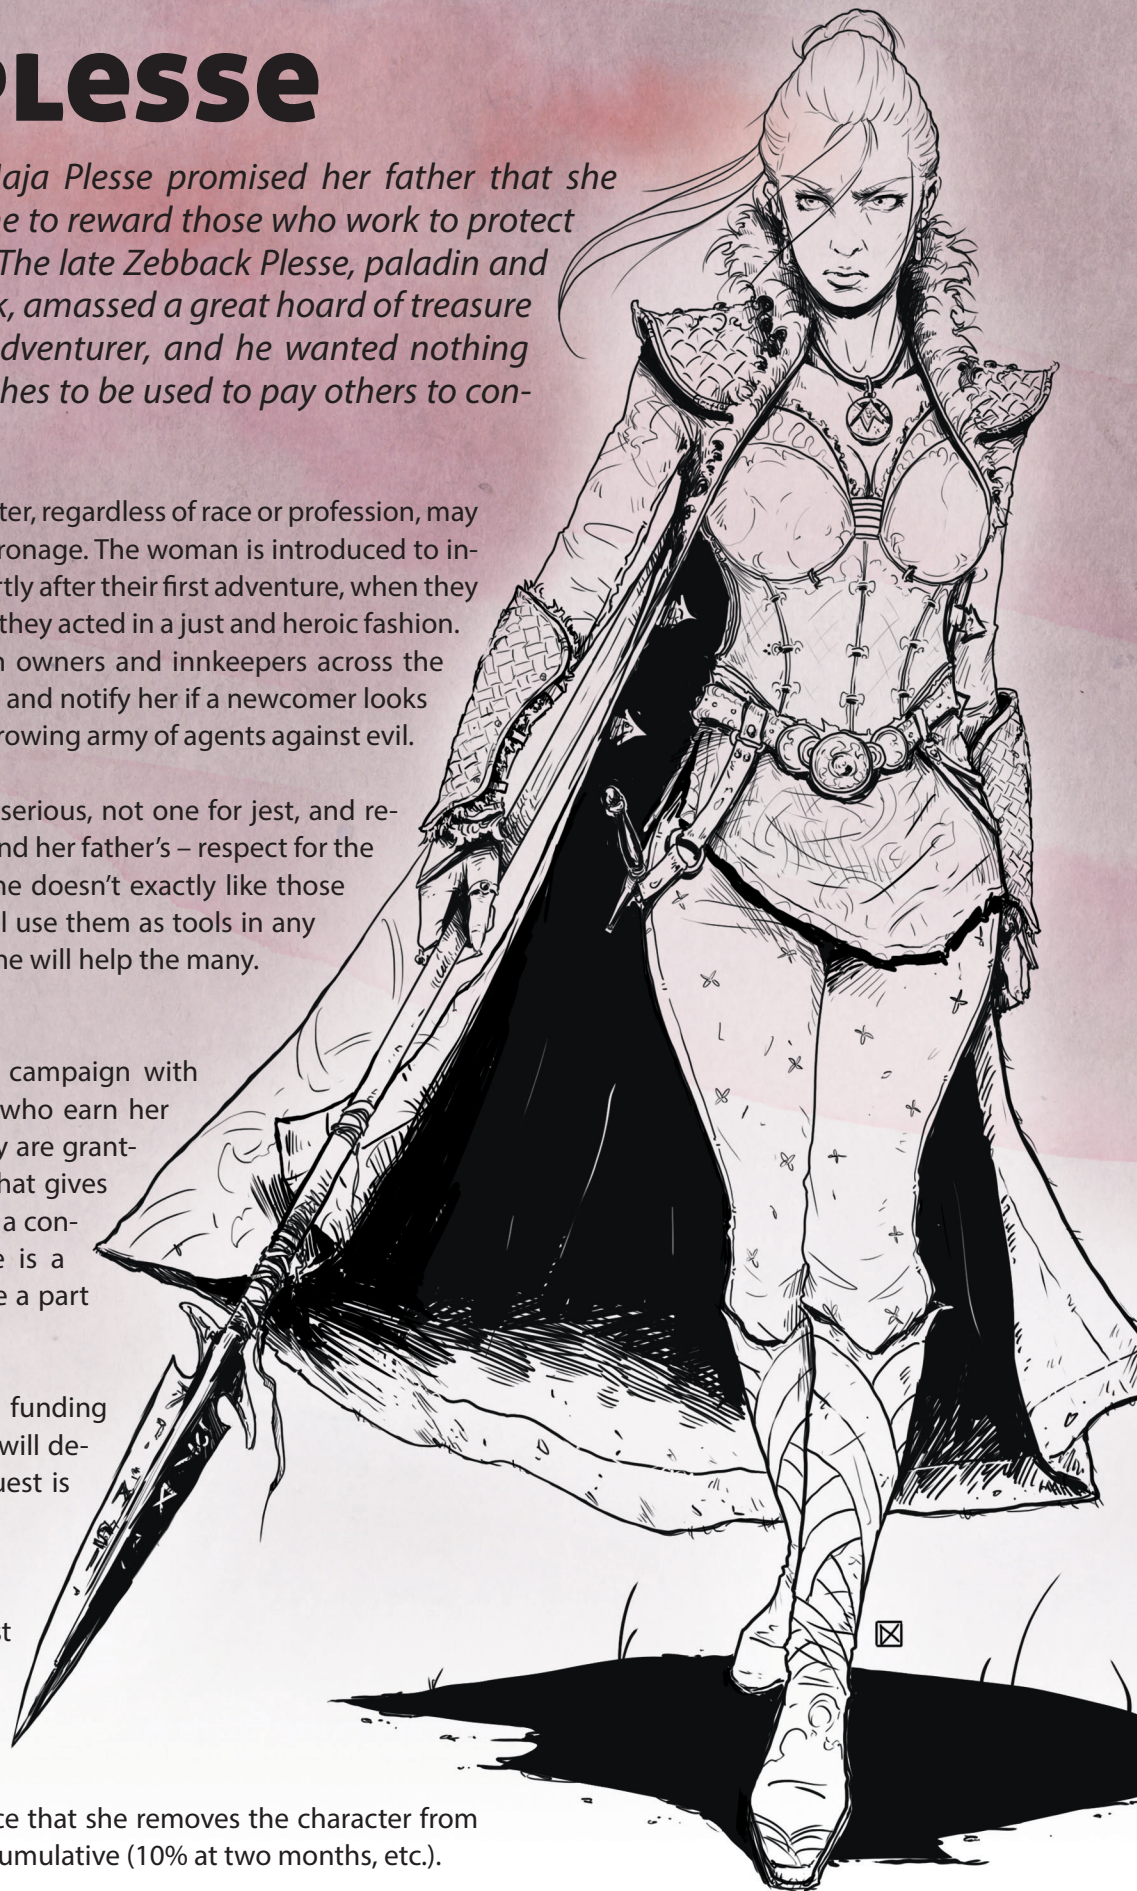 Plesse
aja Plesse promised her father that she
e to reward those who work to protect
The late Zebback Plesse, paladin and
k, amassed a great hoard of treasure
dventurer, and he wanted nothing
hes to be used to pay others to con-
ter, regardless of race or profession, may
ronage. The woman is introduced to in-
rtly after their first adventure, when they
they acted in a just and heroic fashion.
n owners and innkeepers across the
and notify her if a newcomer looks
rowing army of agents against evil.
serious, not one for jest, and re-
nd her father’s – respect for the
he doesn’t exactly like those
l use them as tools in any
ne will help the many.
campaign with
who earn her
y are grant-
hat gives
a con-
e is a
e a part
funding
will de-
uest is
st
ce that she removes the character from
umulative (10% at two months, etc.).